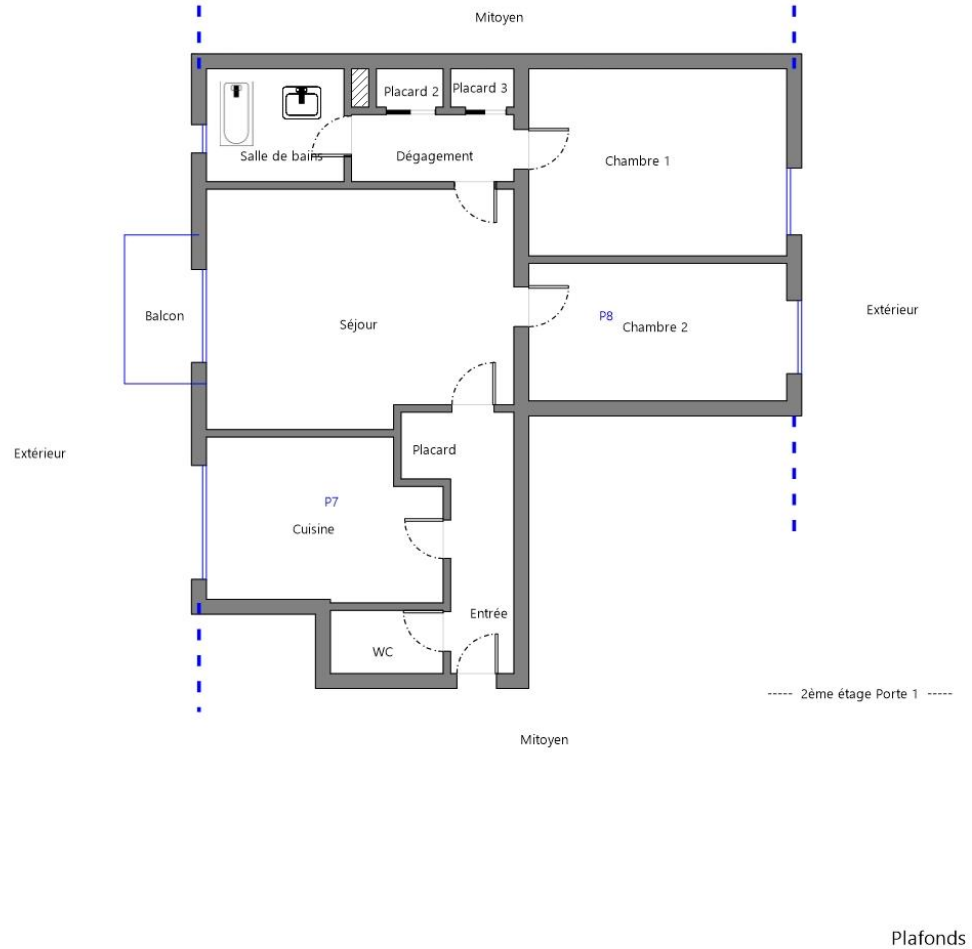 Mitoyen
Placard 2
Placard 3
Salle de bains
Dégagement
Chambre 1
Balcon
Séjour
P8
Chambre 2
Extérieur
Extérieur
Placard
P7
Cuisine
Entrée
WC
----- 2ème étage Porte 1 -----
Mitoyen
Plafonds